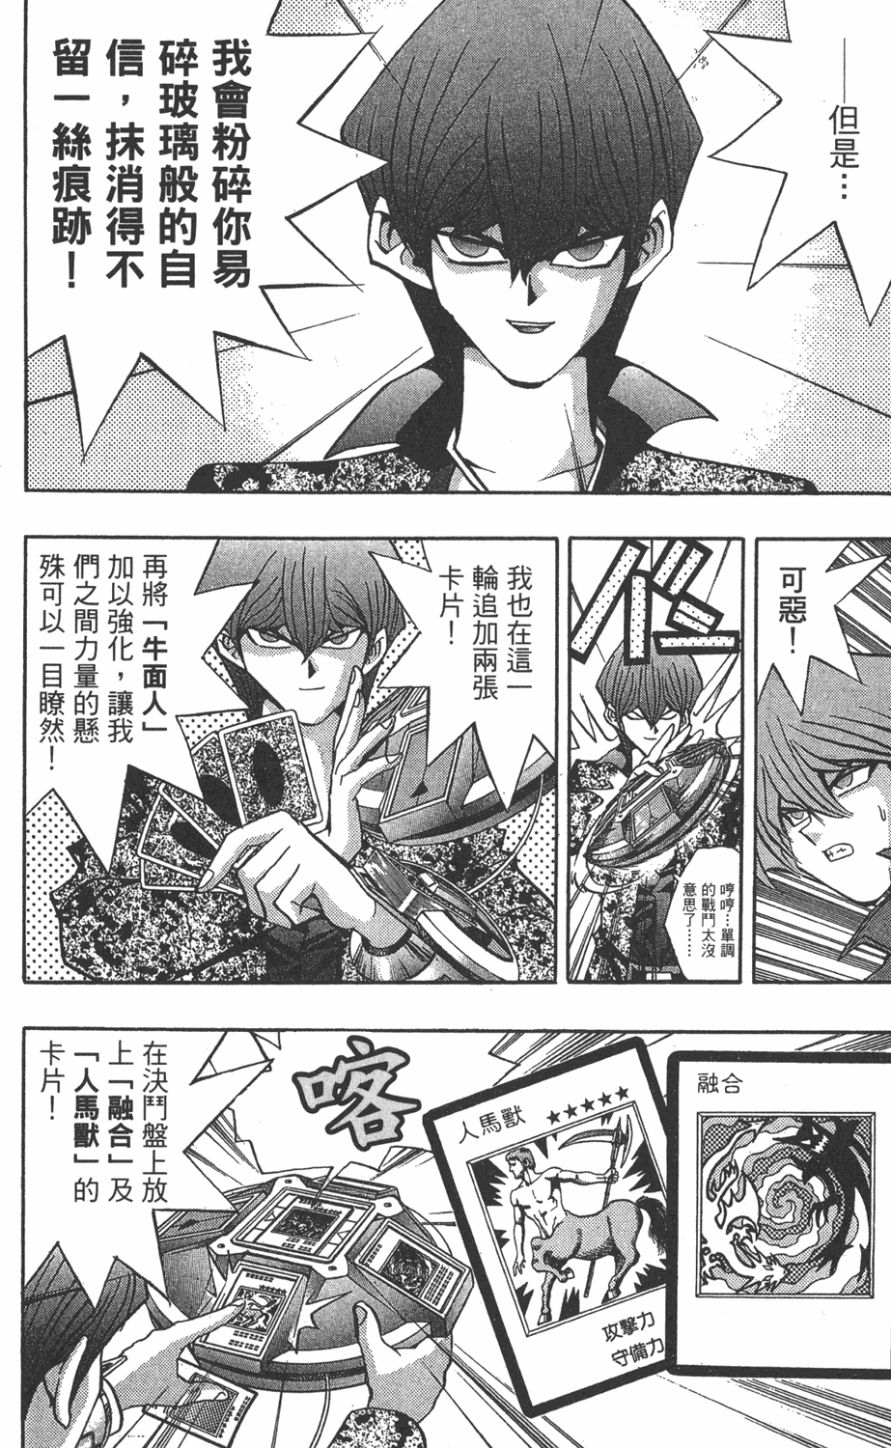 ──但是…
我會粉碎你易
碎玻璃般的自
信，抹消得不
留一絲痕跡！
可惡！
哼哼…單調
的戰鬥太沒
意思了……
我也在這一
輪追加兩張
卡片！
再將「牛面人」
加以強化，讓我
們之間力量的懸
殊可以一目瞭然！
融合
人馬獸
★★★★★
攻擊力
守備力
喀
在決鬥盤上放
上「融合」及
「人馬獸」的
卡片！